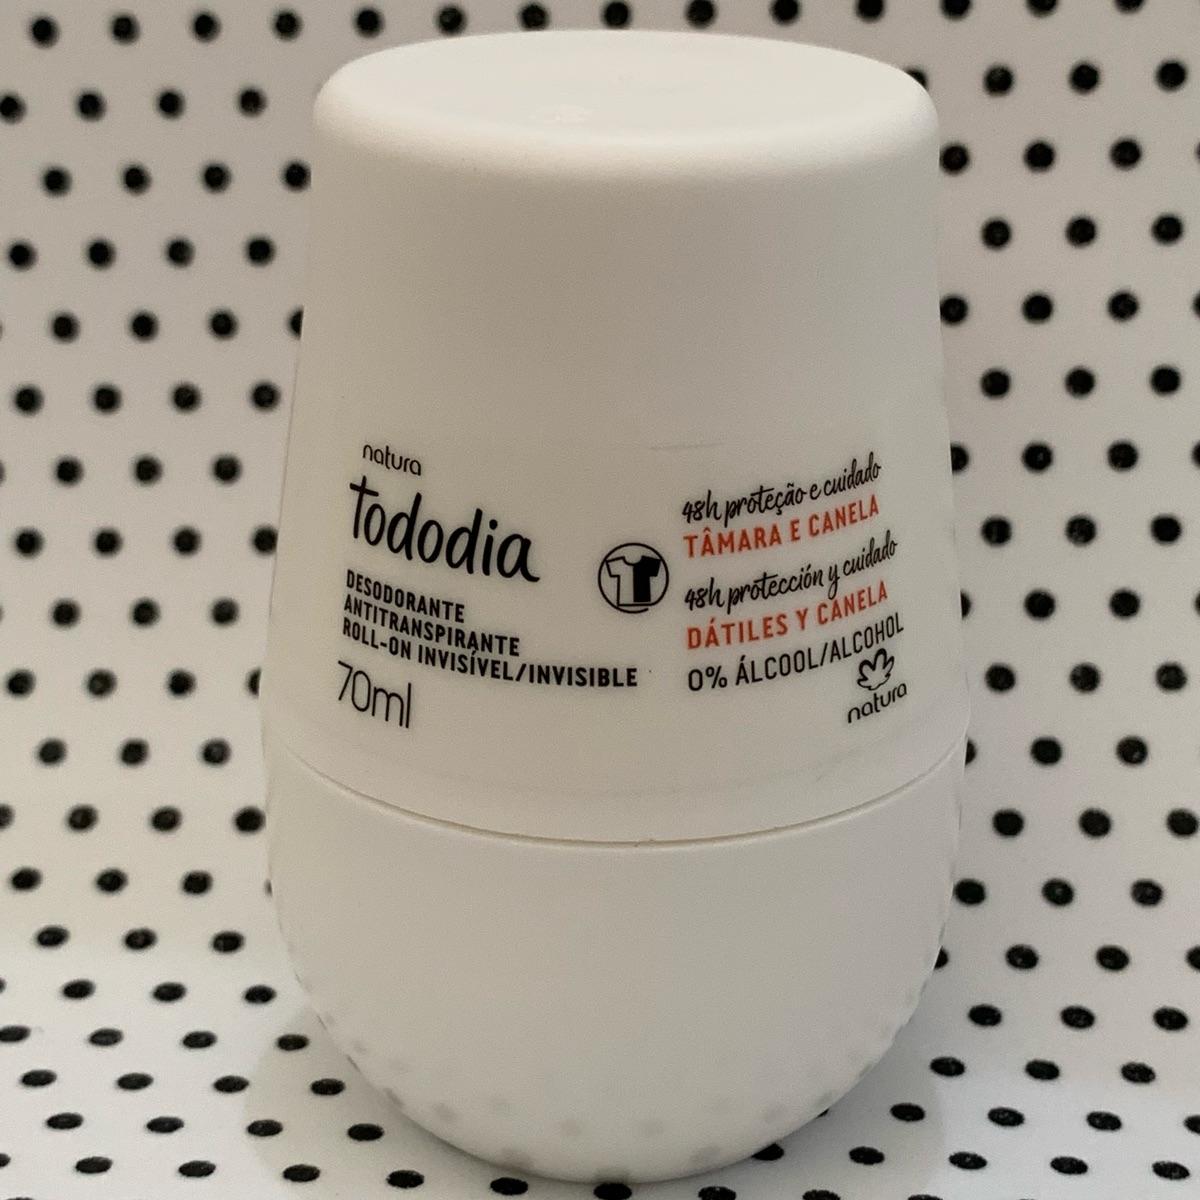 natura
tododia
DESODORANTE
ANTITRANSPIRANTE
ROLL-ON INVISÍVEL/INVISIBLE
70ml
48h proteção e cuidado
TÂMARA E CANELA
48h protección y cuidado
DÁTILES Y CANELA
0% ÁLCOOL/ALCOHOL
natura